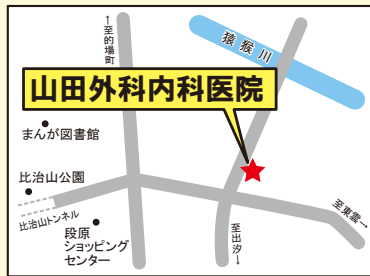 ←至的場町
猿猴川
山田外科内科医院
まんが図書館
比治山公園
比治山トンネル
段原
ショッピング
センター
至出汐→
至東雲→